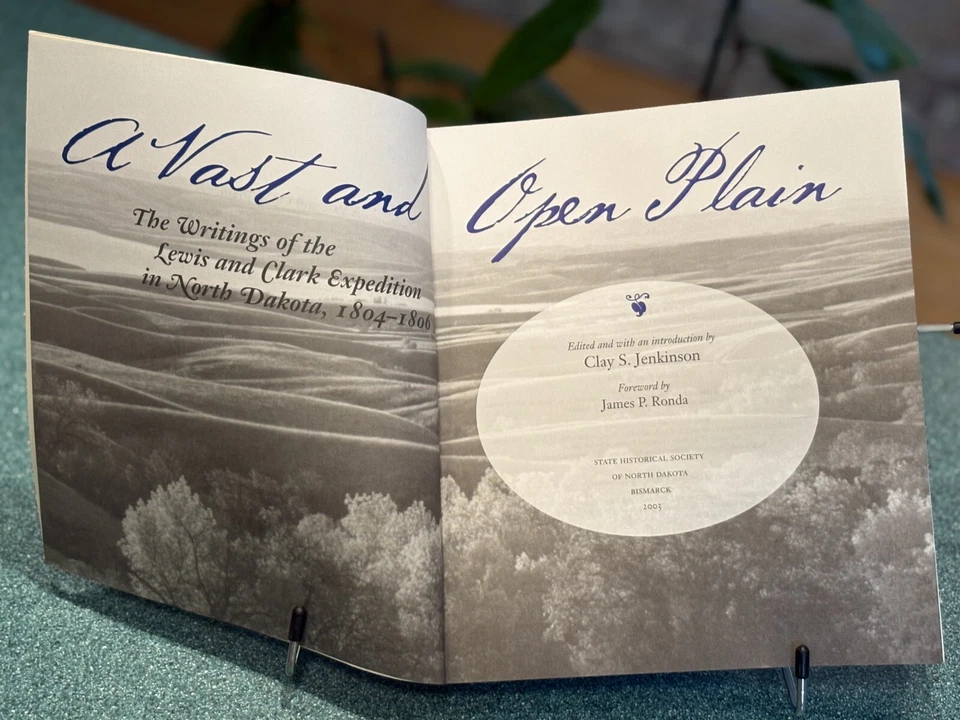 A Vast and Open Plain
The Writings of the
Lewis and Clark Expedition
in North Dakota, 1804–1806
Edited and with an introduction by
Clay S. Jenkinson
Foreword by
James P. Ronda
STATE HISTORICAL SOCIETY
OF NORTH DAKOTA
BISMARCK
2003